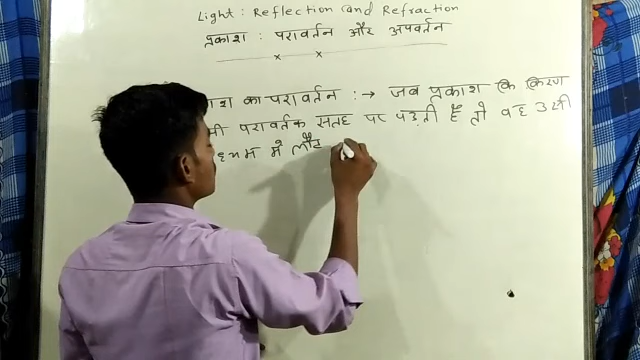 Light: Reflection and Refraction
प्रकाश : परावर्तन और अपवर्तन
का परावर्तन :→ जब प्रकाश कि किरण
परावर्तक सतह पर पड़ती है तो वह उसी
में लौट